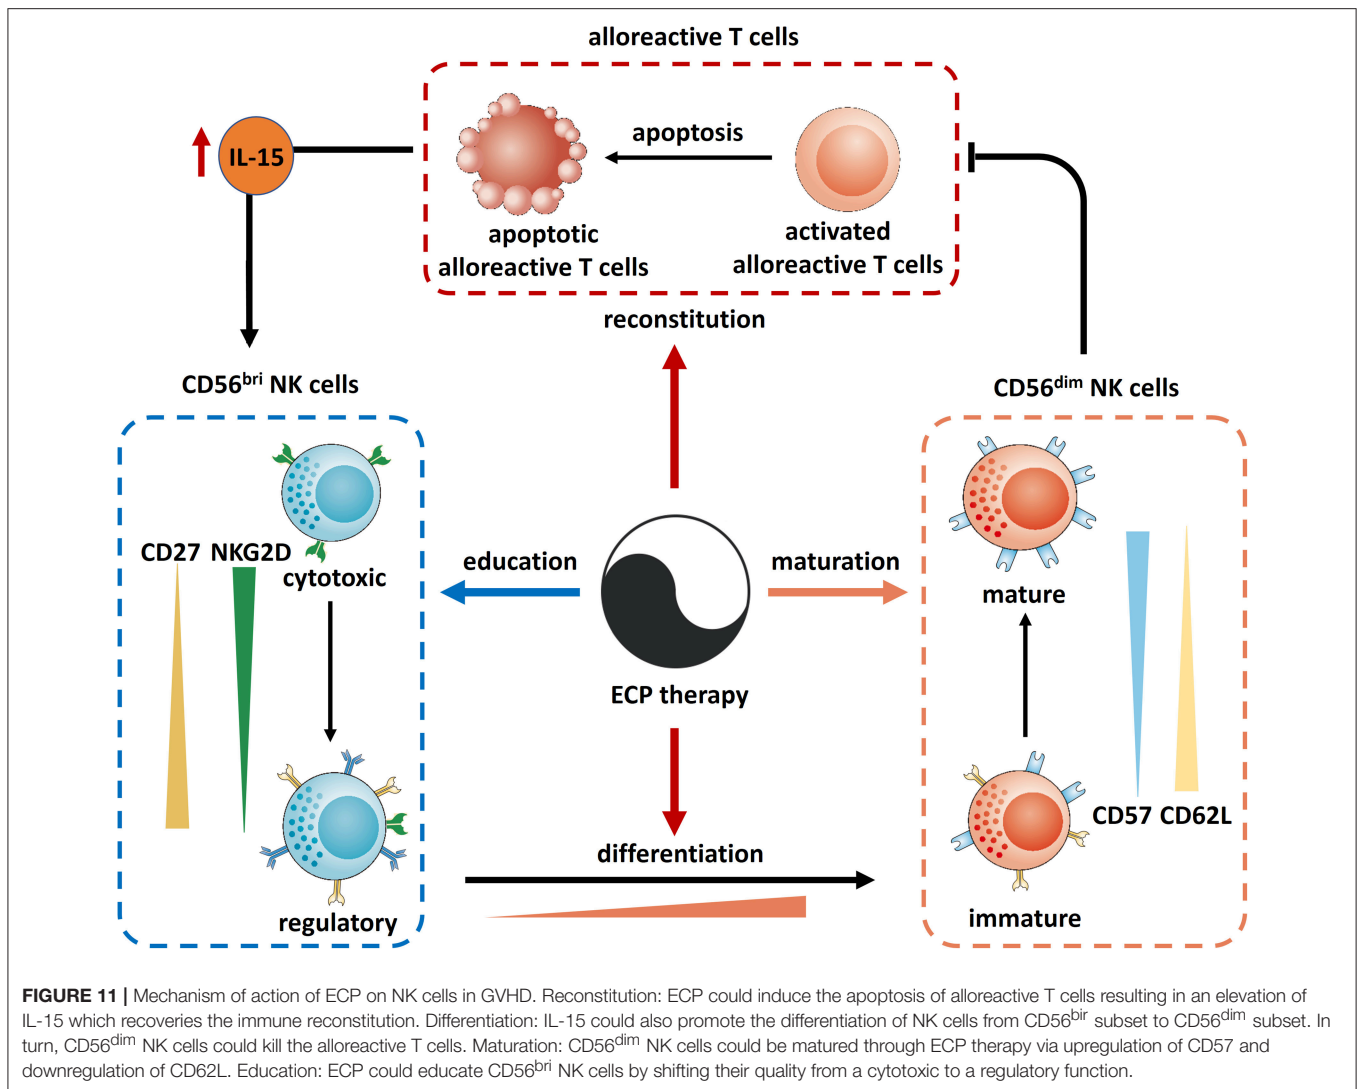 alloreactive T cells
IL-15
apoptosis
apoptotic
alloreactive T cells
activated
alloreactive T cells
reconstitution
CD56bri NK cells
CD56dim NK cells
CD27 NKG2D
cytotoxic
education
maturation
mature
ECP therapy
CD57 CD62L
differentiation
regulatory
immature
FIGURE 11 | Mechanism of action of ECP on NK cells in GVHD. Reconstitution: ECP could induce the apoptosis of alloreactive T cells resulting in an elevation of
IL-15 which recoveries the immune reconstitution. Differentiation: IL-15 could also promote the differentiation of NK cells from CD56bir subset to CD56dim subset. In
turn, CD56dim NK cells could kill the alloreactive T cells. Maturation: CD56dim NK cells could be matured through ECP therapy via upregulation of CD57 and
downregulation of CD62L. Education: ECP could educate CD56bri NK cells by shifting their quality from a cytotoxic to a regulatory function.